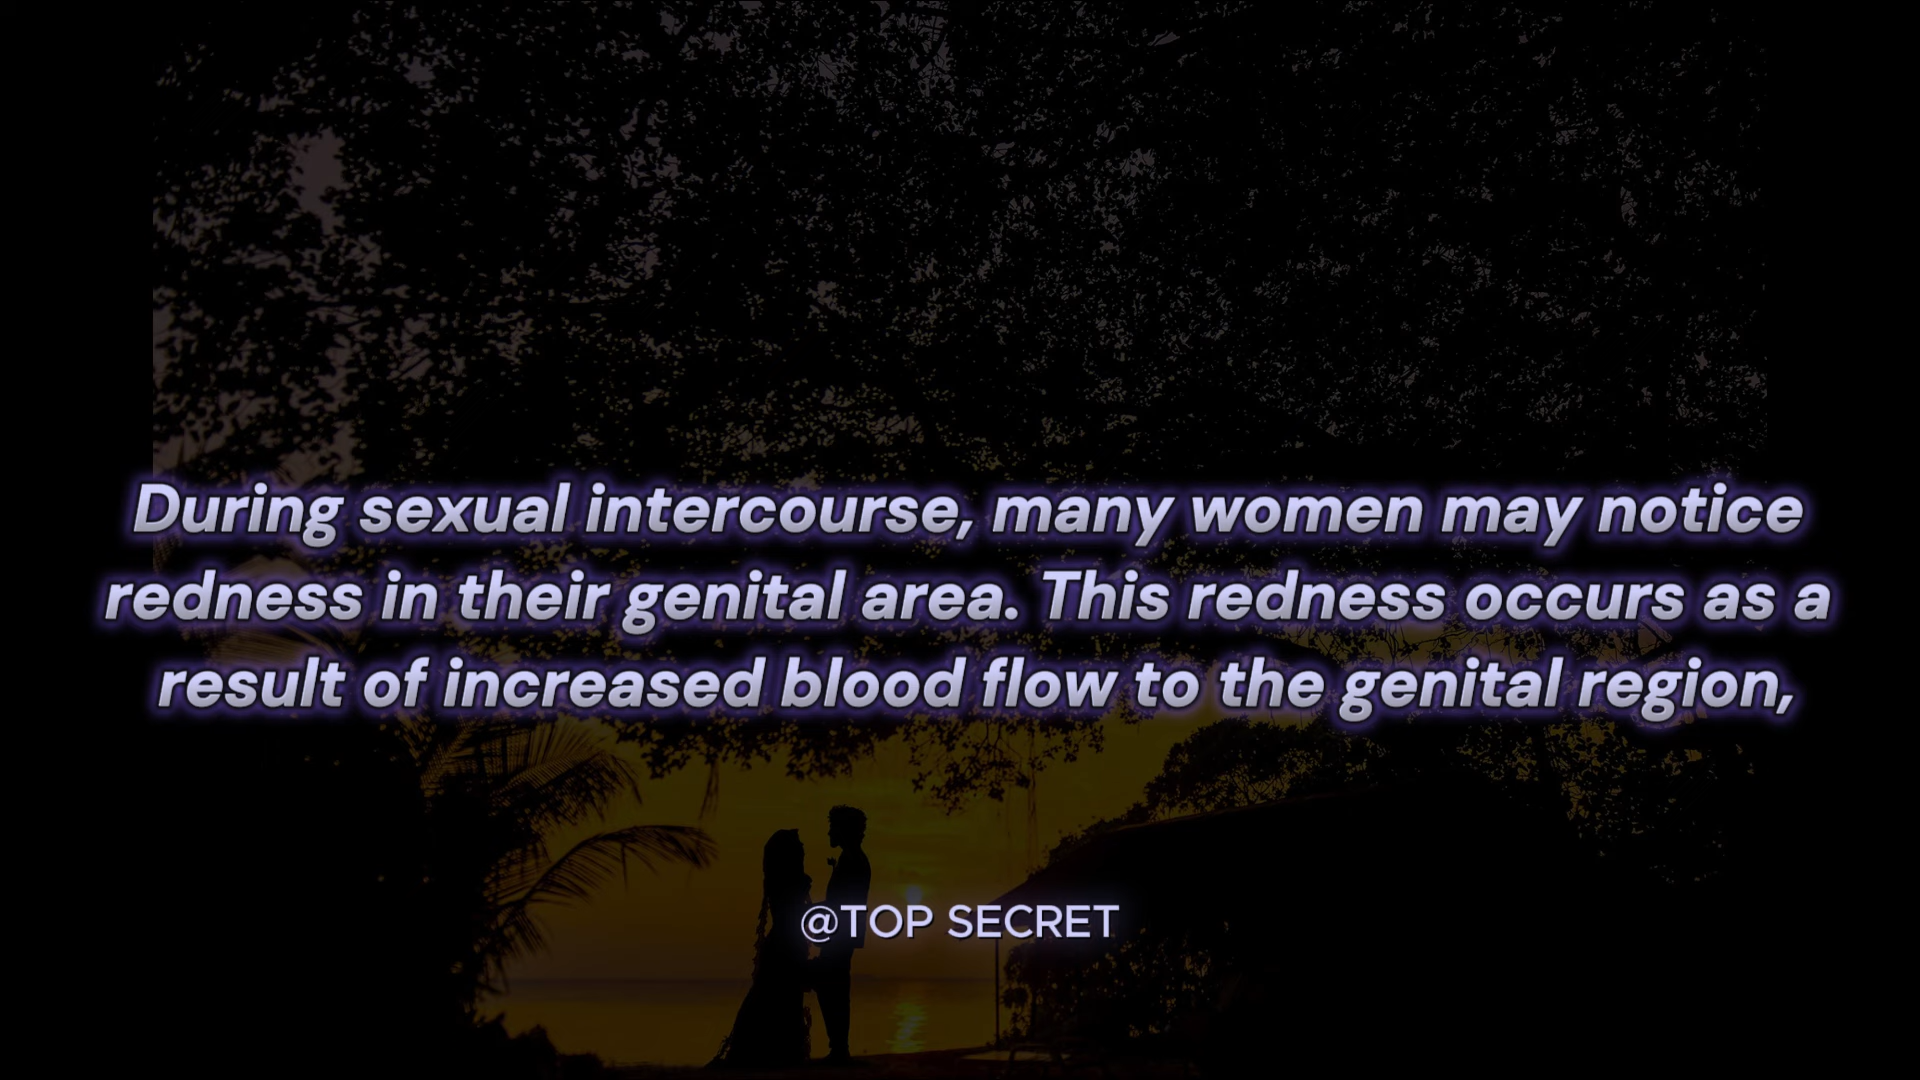 During sexual intercourse, many women may notice
redness in their genital area. This redness occurs as a
result of increased blood flow to the genital region,
@TOP SECRET